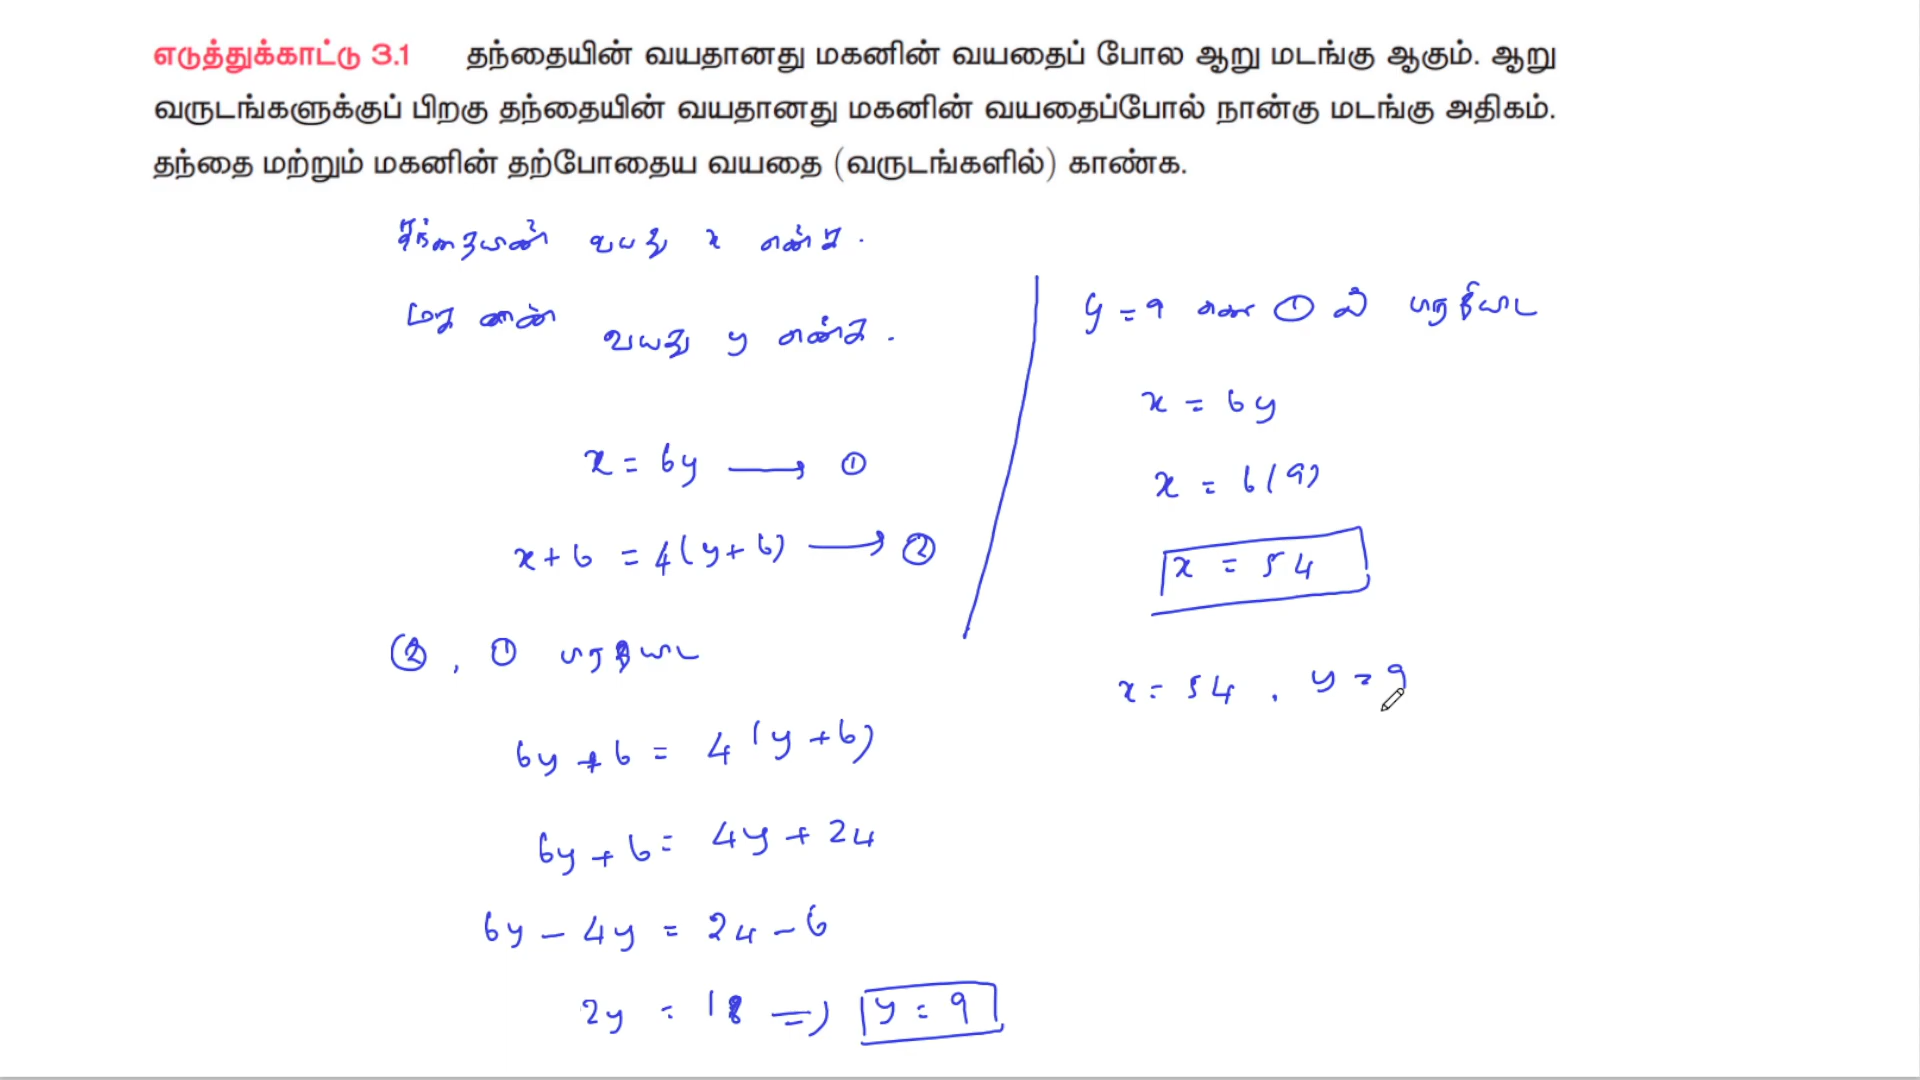 எடுத்துக்காட்டு 3.1 தந்தையின் வயதானது மகனின் வயதைப் போல ஆறு மடங்கு ஆகும். ஆறு
வருடங்களுக்குப் பிறகு தந்தையின் வயதானது மகனின் வயதைப்போல் நான்கு மடங்கு அதிகம்.
தந்தை மற்றும் மகனின் தற்போதைய வயதை (வருடங்களில்) காண்க.
தந்தையின் வயது x என்க.
மகனின் வயது y என்க.
x = 6y ⟶ ①
x + 6 = 4(y + 6) ⟶ ②
②, ① பிரதியிட
6y + 6 = 4(y + 6)
6y + 6 = 4y + 24
6y - 4y = 24 - 6
2y = 18 ⇒ y = 9
y = 9 என ① ல் பிரதியிட
x = 6y
x = 6(9)
x = 54
x = 54, y = 9